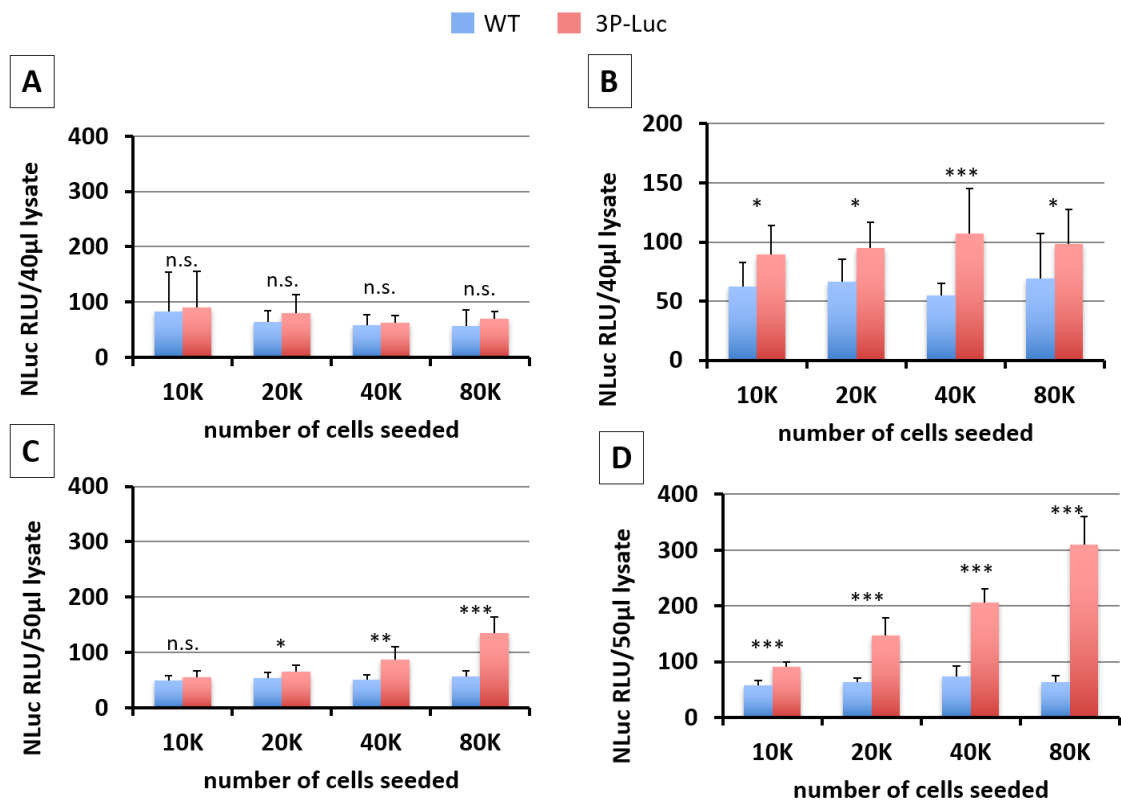 WT 3P-Luc
A
NLuc RLU/40µl lysate
400
300
200
100
0
n.s. n.s. n.s. n.s.
10K 20K 40K 80K
number of cells seeded
B
NLuc RLU/40µl lysate
200
150
100
50
0
* * *** *
10K 20K 40K 80K
number of cells seeded
C
NLuc RLU/50µl lysate
400
300
200
100
0
n.s. * ** ***
10K 20K 40K 80K
number of cells seeded
D
NLuc RLU/50µl lysate
400
300
200
100
0
*** *** *** ***
10K 20K 40K 80K
number of cells seeded